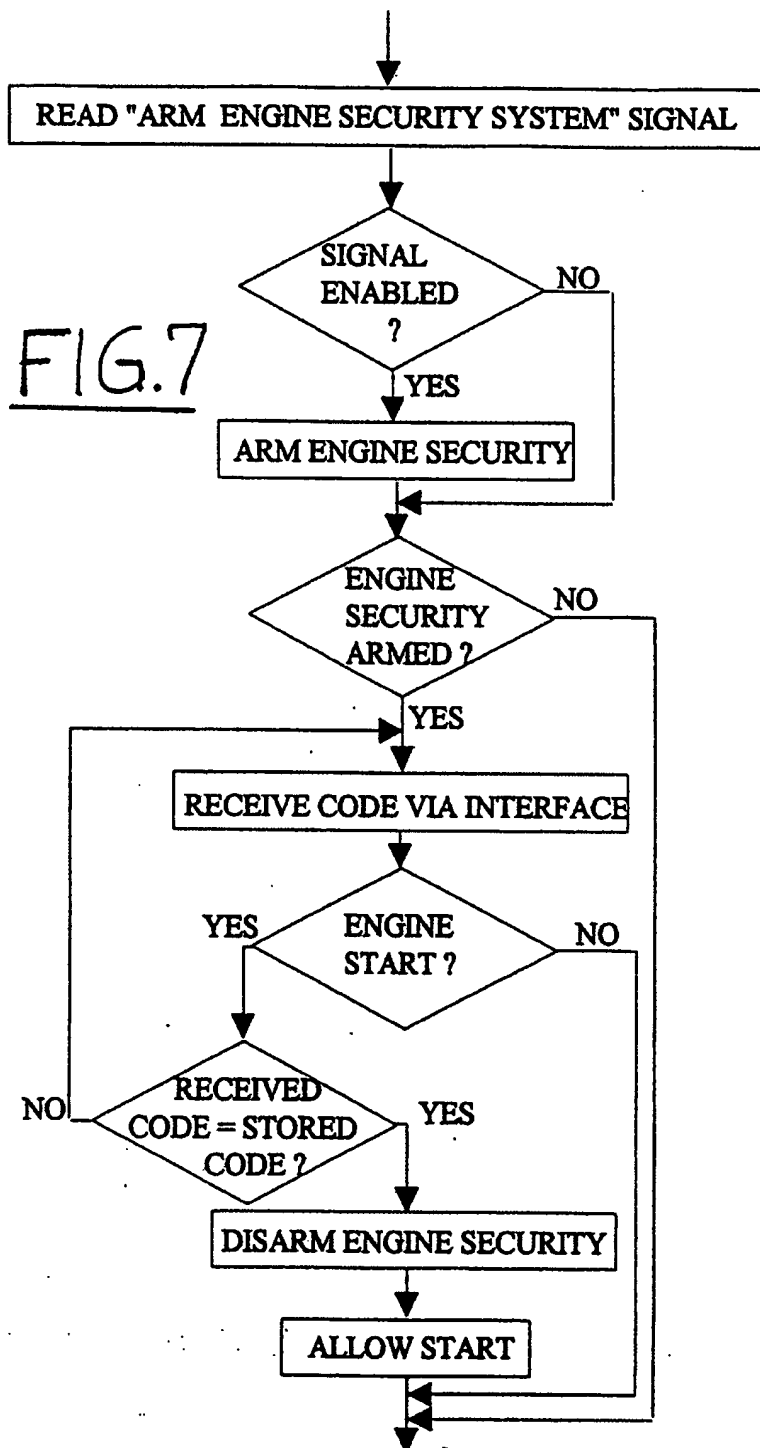 READ "ARM ENGINE SECURITY SYSTEM" SIGNAL
SIGNAL
ENABLED
?
NO
FIG.7
YES
ARM ENGINE SECURITY
ENGINE
SECURITY
ARMED ?
NO
YES
RECEIVE CODE VIA INTERFACE
YES
ENGINE
START ?
NO
NO
RECEIVED
CODE = STORED
CODE ?
YES
DISARM ENGINE SECURITY
ALLOW START